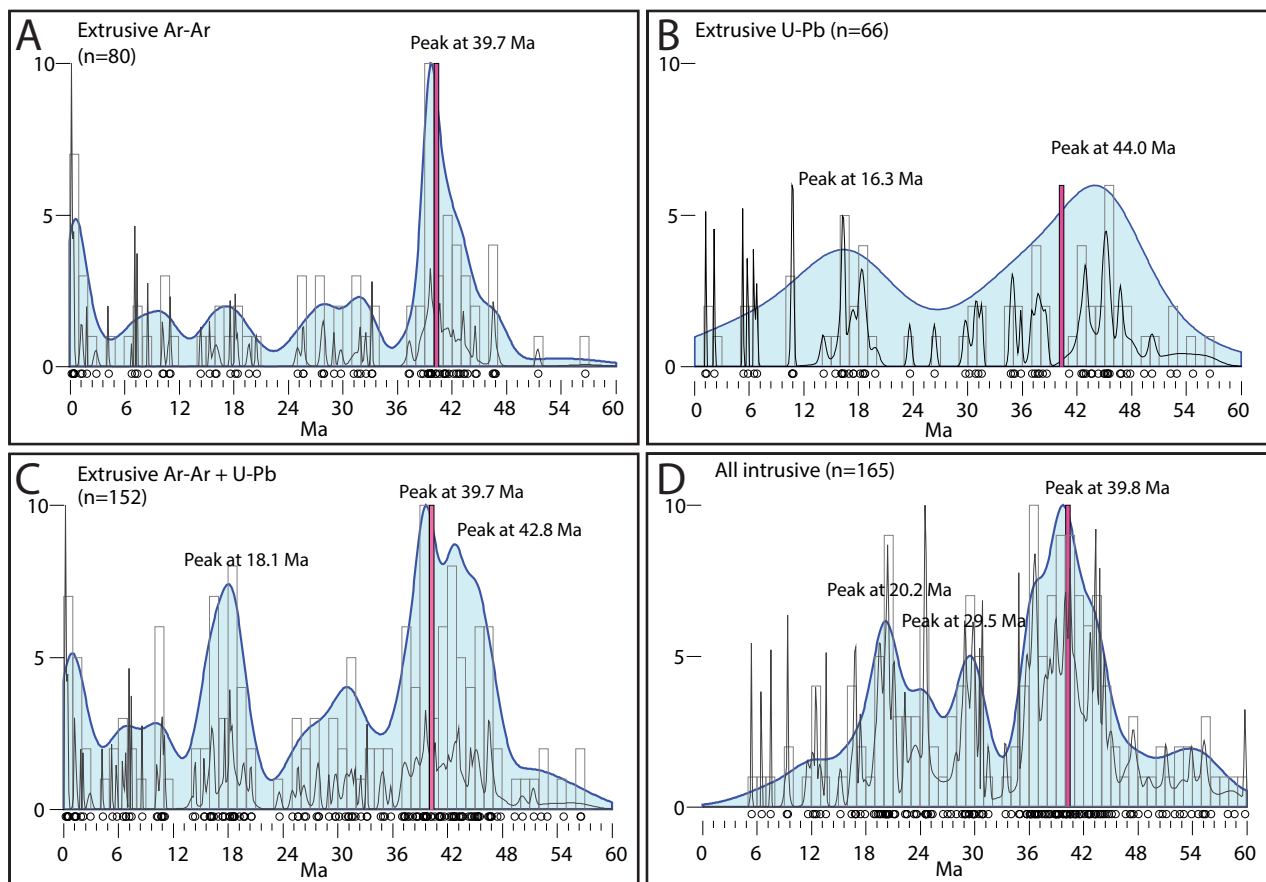 A
Extrusive Ar-Ar
(n=80)
Peak at 39.7 Ma
10
5
0
0 6 12 18 24 30 36 42 48 54 60
Ma
B
Extrusive U-Pb (n=66)
Peak at 44.0 Ma
Peak at 16.3 Ma
10
5
0
0 6 12 18 24 30 36 42 48 54 60
Ma
C
Extrusive Ar-Ar + U-Pb
(n=152)
Peak at 39.7 Ma
Peak at 42.8 Ma
Peak at 18.1 Ma
10
5
0
0 6 12 18 24 30 36 42 48 54 60
Ma
D
All intrusive (n=165)
Peak at 39.8 Ma
Peak at 20.2 Ma
Peak at 29.5 Ma
10
5
0
0 6 12 18 24 30 36 42 48 54 60
Ma